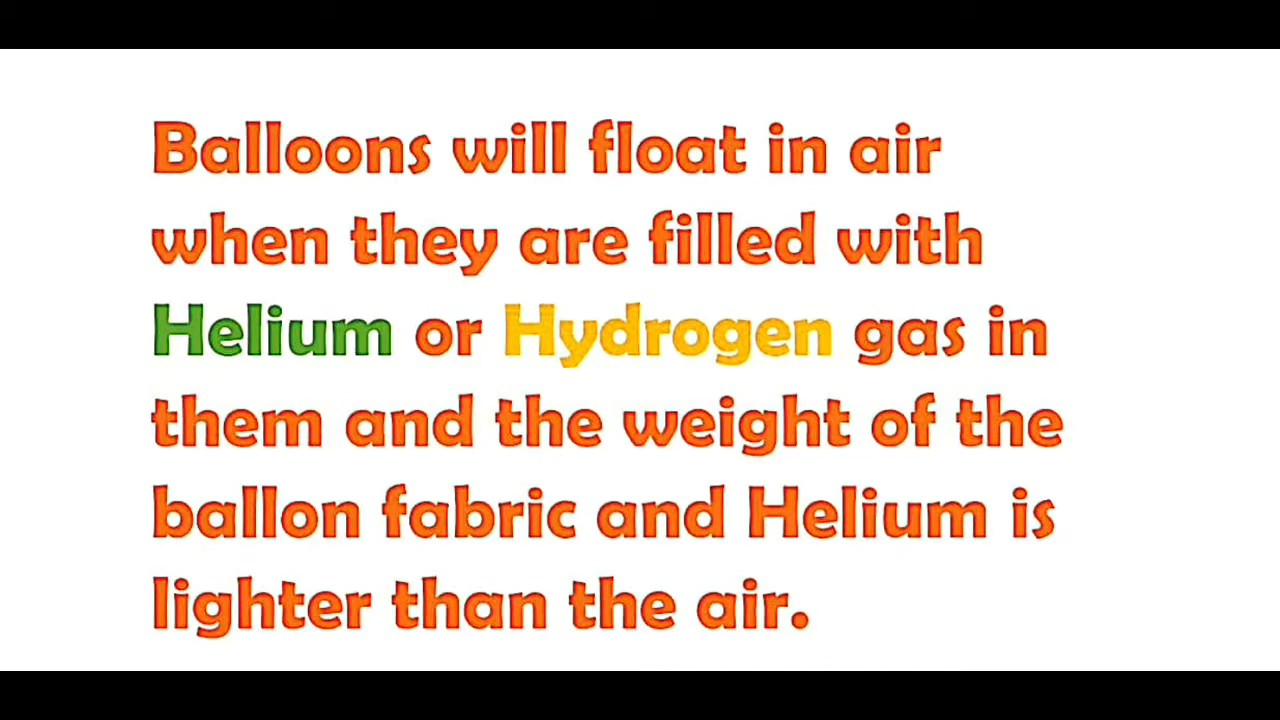 Balloons will float in air
when they are filled with
Helium or Hydrogen gas in
them and the weight of the
ballon fabric and Helium is
lighter than the air.